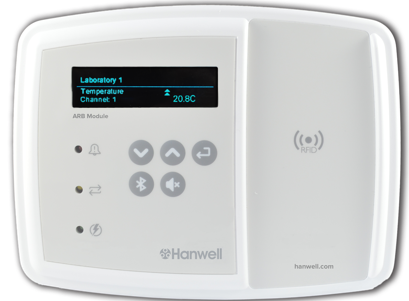 Laboratory 1
Temperature
Channel: 1 20.8C
ARB Module
RFID
Hanwell
hanwell.com